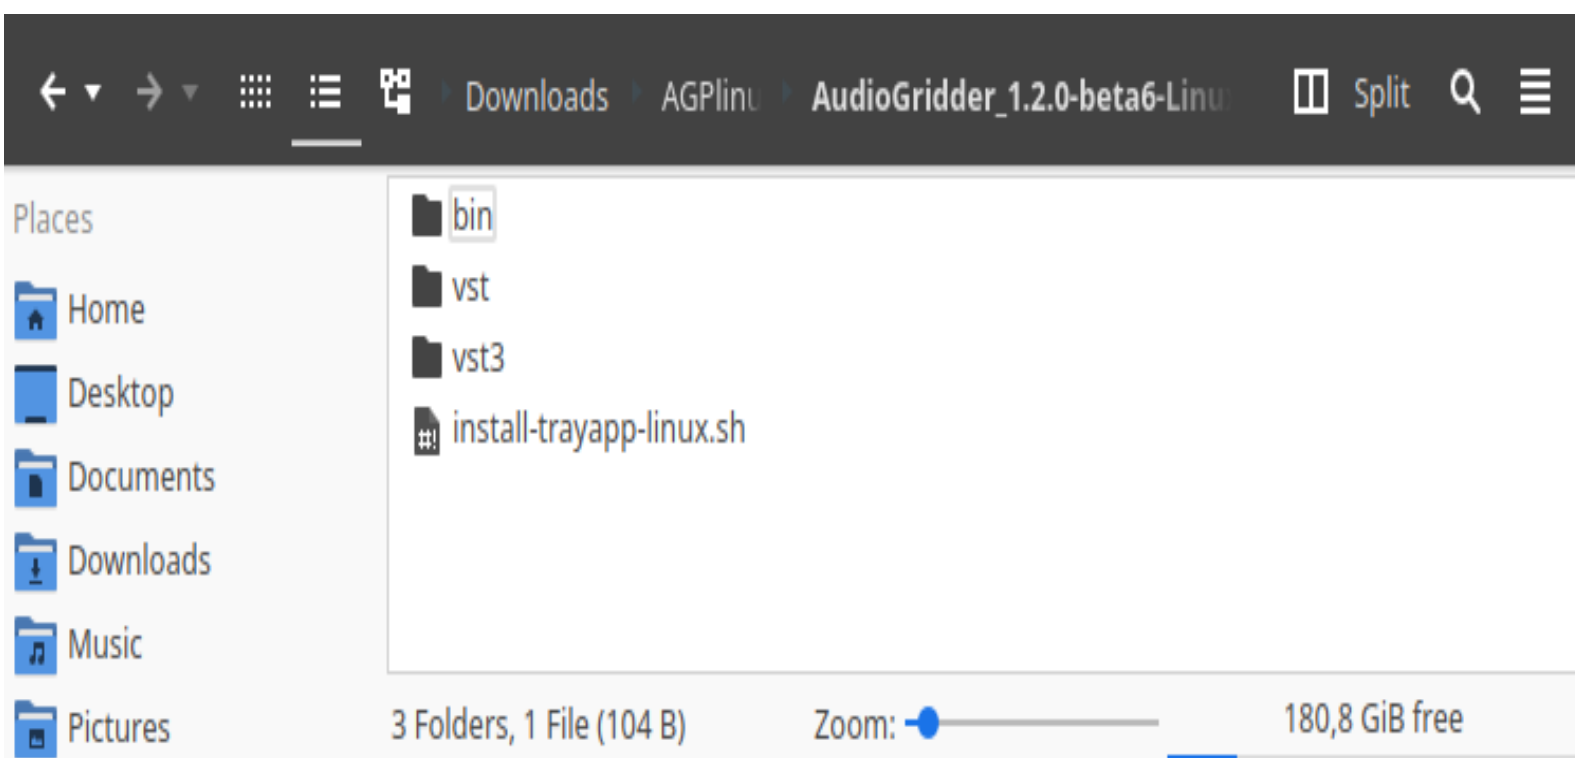 Downloads AGPlinu AudioGridder_1.2.0-beta6-Linu Split
Places
Home
Desktop
Documents
Downloads
Music
Pictures
bin
vst
vst3
install-trayapp-linux.sh
3 Folders, 1 File (104 B) Zoom: 180,8 GiB free